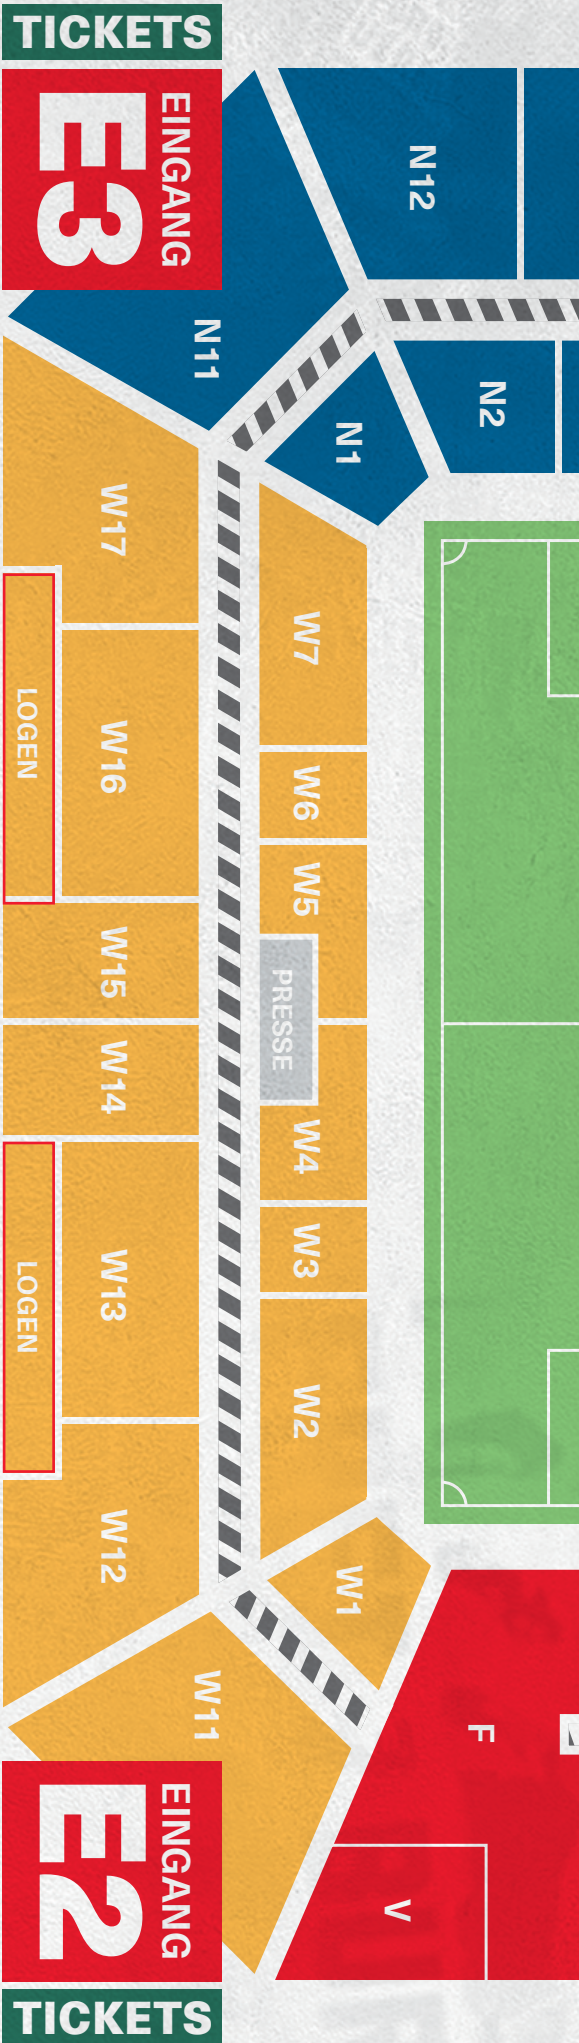 TICKETS
EINGANG
E3
N12
N11
N2
N1
W17
W7
LOGEN
W16
W6
W5
W15
PRESSE
W14
W4
W13
W3
LOGEN
W2
W12
W1
W11
F
V
EINGANG
E2
TICKETS